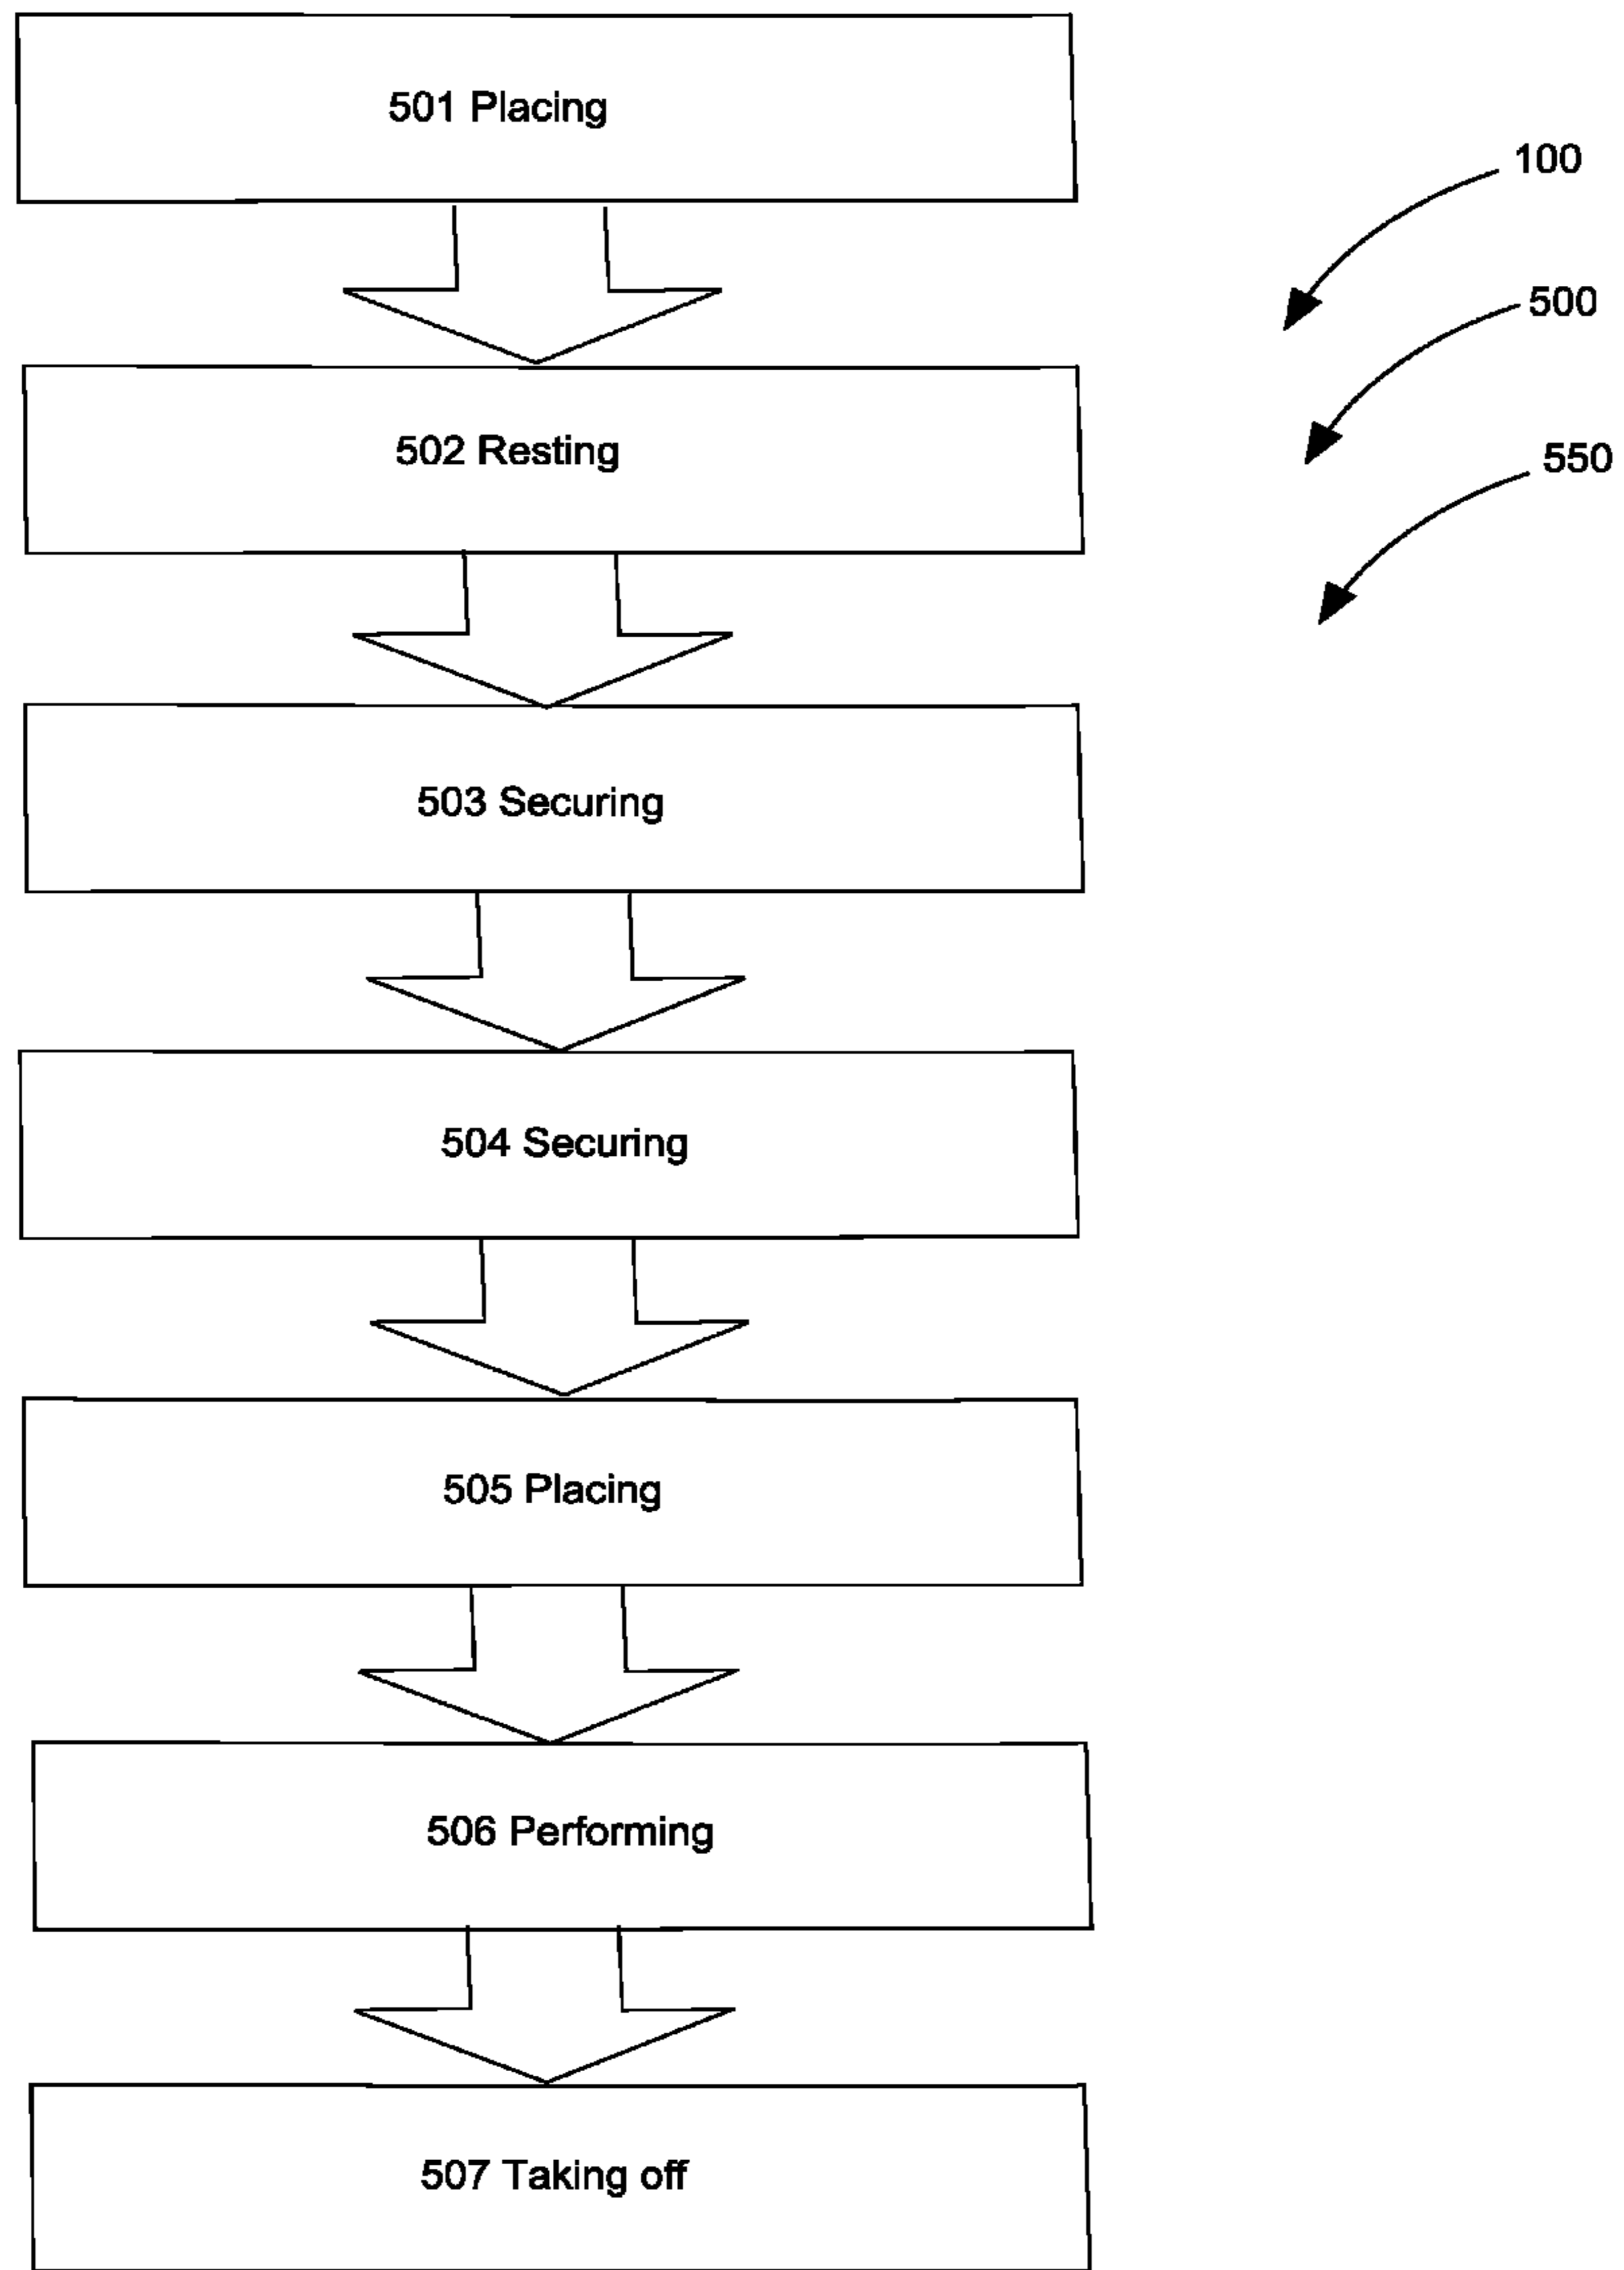 501 Placing
100
500
502 Resting
550
503 Securing
504 Securing
505 Placing
506 Performing
507 Taking off